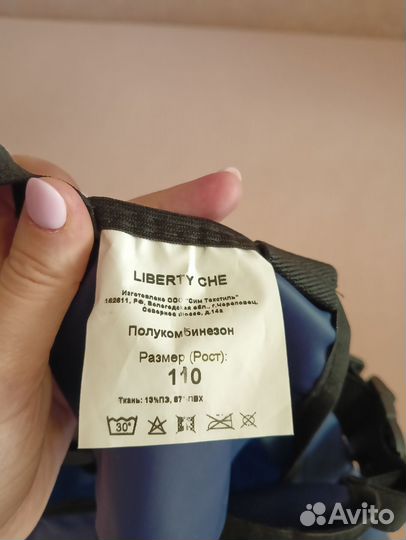 LIBERTY CHE
Изготовлено ООО "Сим Текстиль"
162611, РФ, Вологодская обл., г.Череповец,
Северное шоссе, д.14а
Полукомбинезон
Размер (Рост):
110
Ткань: 13%ПЭ, 87%ПВХ
30°
Avito